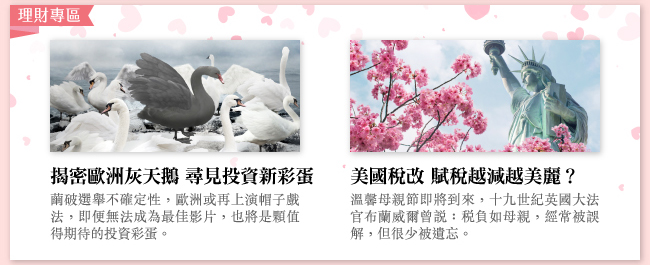 理財專區
揭密歐洲灰天鵝 尋見投資新彩蛋
繭破選舉不確定性，歐洲或再上演帽子戲
法，即便無法成為最佳影片，也將是顆值
得期待的投資彩蛋。
美國稅改 賦稅越減越美麗？
溫馨母親節即將到來，十九世紀英國大法
官布蘭威爾曾説：稅負如母親，經常被誤
解，但很少被遺忘。